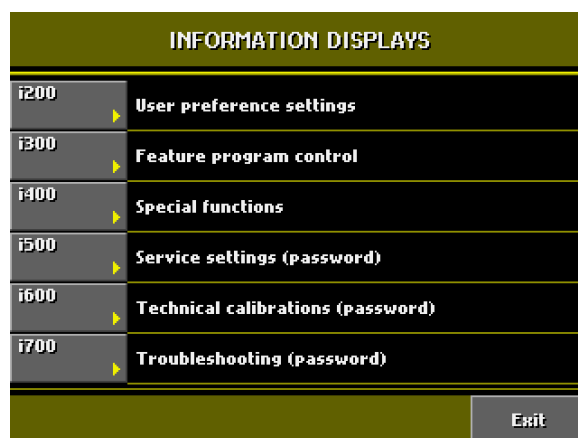 INFORMATION DISPLAYS
i200 User preference settings
i300 Feature program control
i400 Special functions
i500 Service settings (password)
i600 Technical calibrations (password)
i700 Troubleshooting (password)
Exit